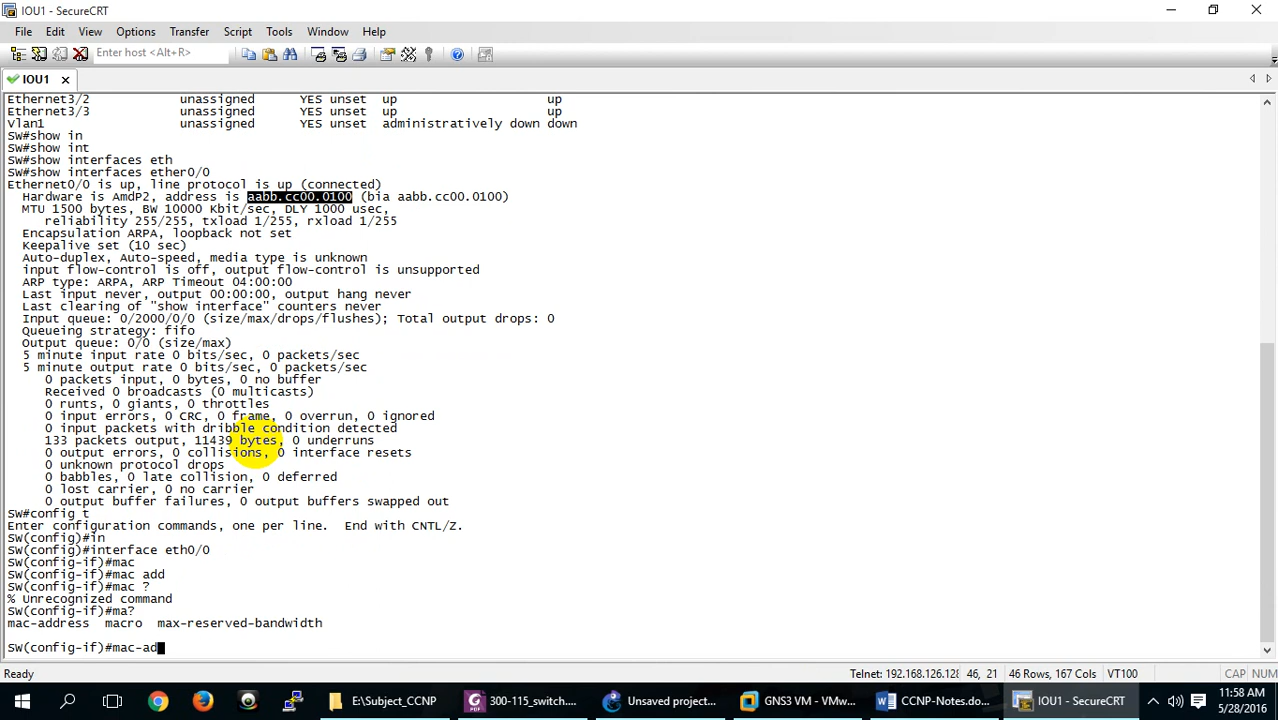 IOU1 - SecureCRT
File Edit View Options Transfer Script Tools Window Help
Enter host <Alt+R>
IOU1
Ethernet3/2            unassigned      YES unset  up                    up
Ethernet3/3            unassigned      YES unset  up                    up
Vlan1                  unassigned      YES unset  administratively down down
SW#show in
SW#show int
SW#show interfaces eth
SW#show interfaces ether0/0
Ethernet0/0 is up, line protocol is up (connected)
  Hardware is AmdP2, address is aabb.cc00.0100 (bia aabb.cc00.0100)
  MTU 1500 bytes, BW 10000 Kbit/sec, DLY 1000 usec,
     reliability 255/255, txload 1/255, rxload 1/255
  Encapsulation ARPA, loopback not set
  Keepalive set (10 sec)
  Auto-duplex, Auto-speed, media type is unknown
  input flow-control is off, output flow-control is unsupported
  ARP type: ARPA, ARP Timeout 04:00:00
  Last input never, output 00:00:00, output hang never
  Last clearing of "show interface" counters never
  Input queue: 0/2000/0/0 (size/max/drops/flushes); Total output drops: 0
  Queueing strategy: fifo
  Output queue: 0/0 (size/max)
  5 minute input rate 0 bits/sec, 0 packets/sec
  5 minute output rate 0 bits/sec, 0 packets/sec
     0 packets input, 0 bytes, 0 no buffer
     Received 0 broadcasts (0 multicasts)
     0 runts, 0 giants, 0 throttles
     0 input errors, 0 CRC, 0 frame, 0 overrun, 0 ignored
     0 input packets with dribble condition detected
     133 packets output, 11439 bytes, 0 underruns
     0 output errors, 0 collisions, 0 interface resets
     0 unknown protocol drops
     0 babbles, 0 late collision, 0 deferred
     0 lost carrier, 0 no carrier
     0 output buffer failures, 0 output buffers swapped out
SW#config t
Enter configuration commands, one per line.  End with CNTL/Z.
SW(config)#in
SW(config)#interface eth0/0
SW(config-if)#mac
SW(config-if)#mac add
SW(config-if)#mac ?
% Unrecognized command
SW(config-if)#ma?
mac-address  macro  max-reserved-bandwidth
SW(config-if)#mac-ad
Ready Telnet: 192.168.126.128 46, 21 46 Rows, 167 Cols VT100 CAP NUM
E:\Subject_CCNP 300-115_switch.... Unsaved project... GNS3 VM - VMw... CCNP-Notes.do... IOU1 - SecureCRT 11:58 AM
5/28/2016